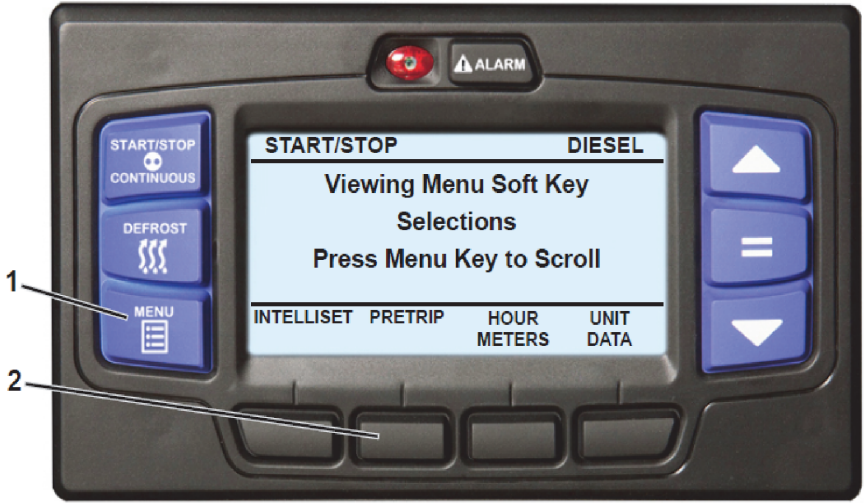 ALARM
START/STOP
CONTINUOUS
DEFROST
MENU
START/STOP DIESEL
Viewing Menu Soft Key
Selections
Press Menu Key to Scroll
INTELLISET PRETRIP HOUR METERS UNIT DATA
1
2